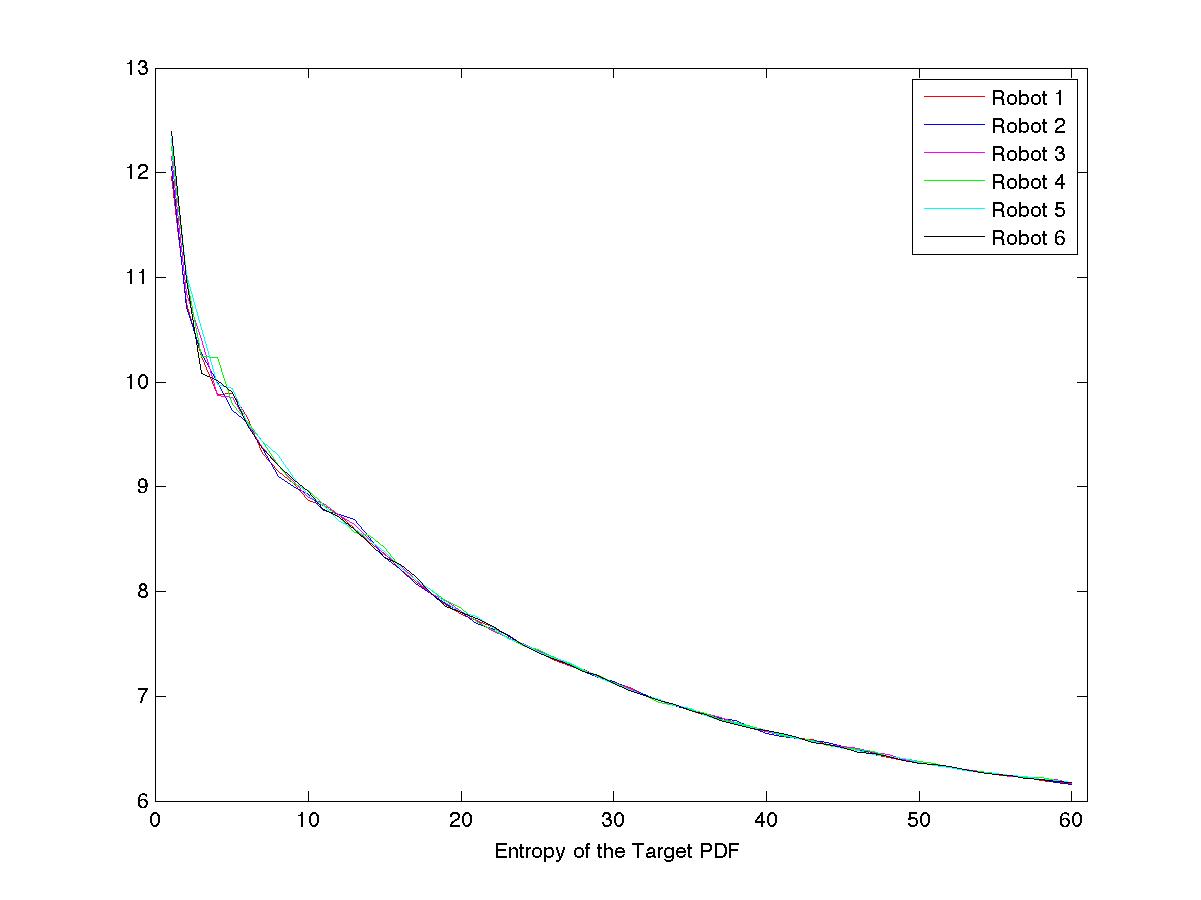 13
12
11
10
9
8
7
6
0 10 20 30 40 50 60
Entropy of the Target PDF
Robot 1
Robot 2
Robot 3
Robot 4
Robot 5
Robot 6